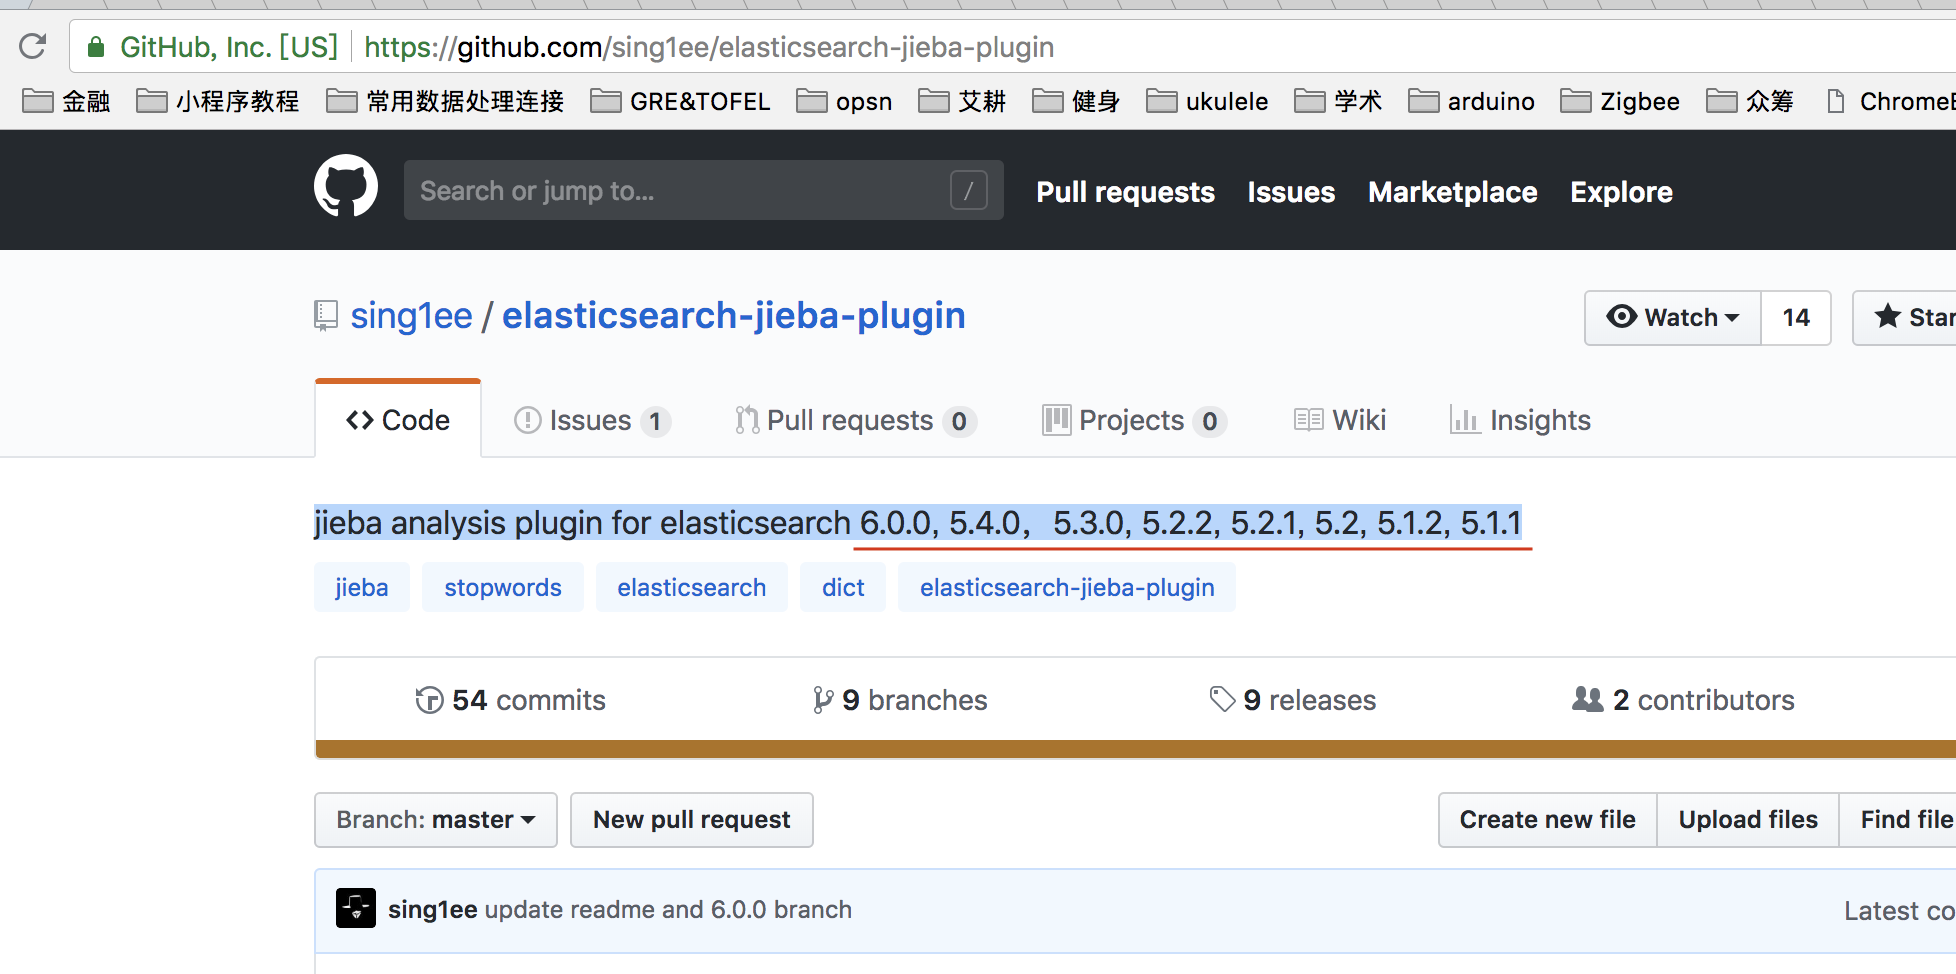 GitHub, Inc. [US] https://github.com/sing1ee/elasticsearch-jieba-plugin
金融 小程序教程 常用数据处理连接 GRE&TOFEL opsn 艾耕 健身 ukulele 学术 arduino Zigbee 众筹 Chrome
Search or jump to... / Pull requests Issues Marketplace Explore
sing1ee / elasticsearch-jieba-plugin Watch 14 Star
Code Issues 1 Pull requests 0 Projects 0 Wiki Insights
jieba analysis plugin for elasticsearch 6.0.0, 5.4.0, 5.3.0, 5.2.2, 5.2.1, 5.2, 5.1.2, 5.1.1
jieba stopwords elasticsearch dict elasticsearch-jieba-plugin
54 commits 9 branches 9 releases 2 contributors
Branch: master New pull request Create new file Upload files Find file
sing1ee update readme and 6.0.0 branch Latest co